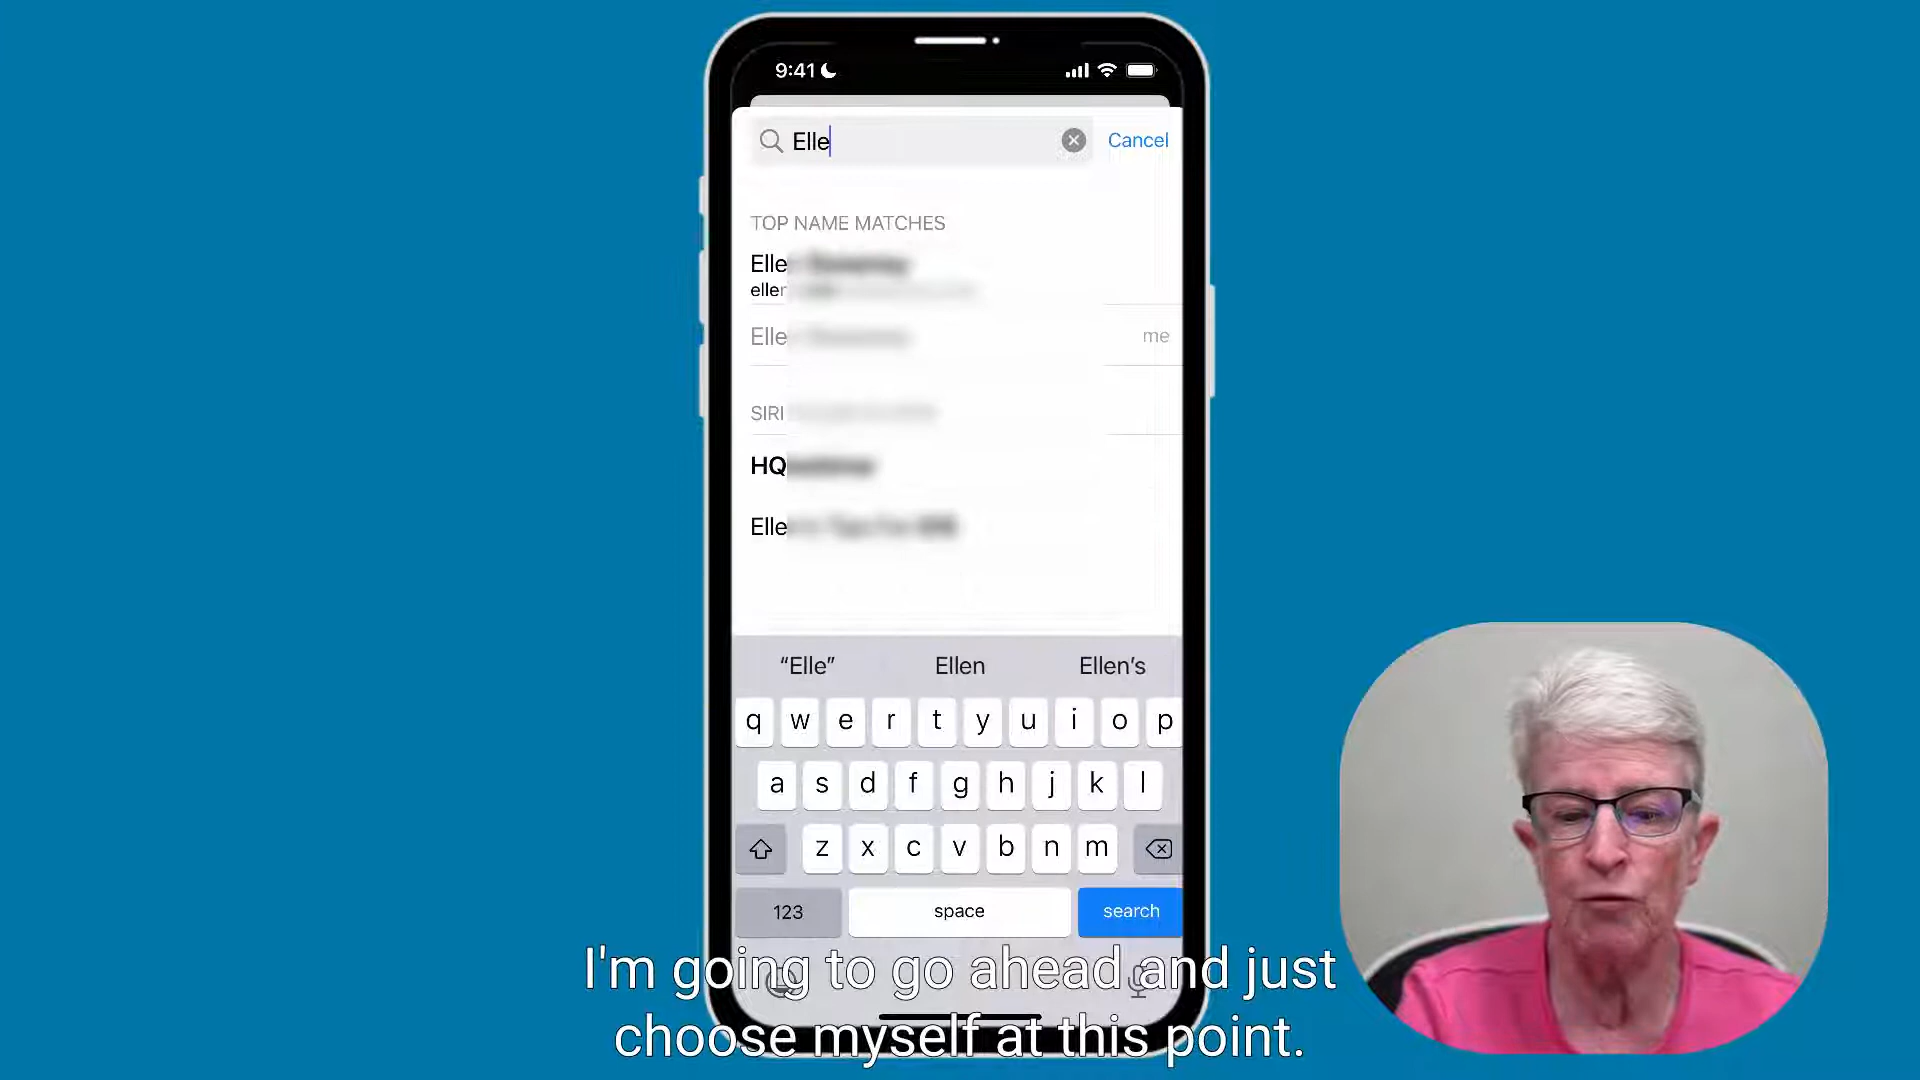 9:41
Elle
Cancel
TOP NAME MATCHES
Elle
ellen
Elle
me
SIRI
HQ
Elle
“Elle” Ellen Ellen’s
q w e r t y u i o p
a s d f g h j k l
z x c v b n m
123 space search
I'm going to go ahead and just
choose myself at this point.